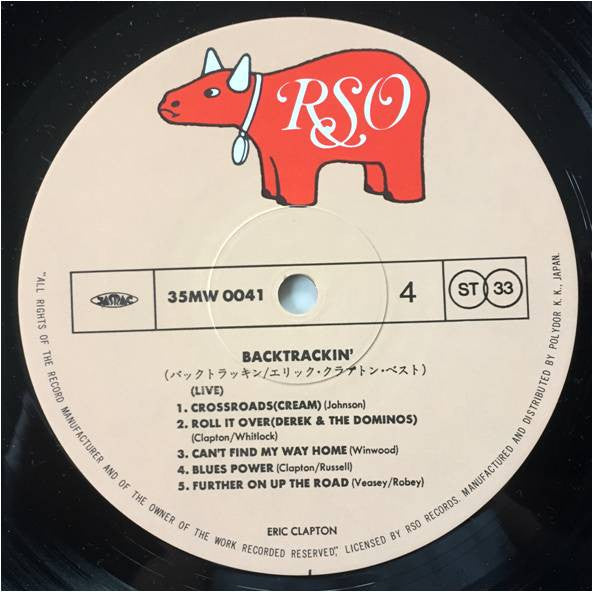 RSO
JASRAC
35MW 0041
4
ST 33
BACKTRACKIN'
(バックトラッキン/エリック・クラプトン・ベスト)
(LiVE)
1. CROSSROADS(CREAM) (Johnson)
2. ROLL IT OVER(DEREK & THE DOMINOS)
(Clapton/Whitlock)
3. CAN'T FIND MY WAY HOME (Winwood)
4. BLUES POWER (Clapton/Russell)
5. FURTHER ON UP THE ROAD (Veasey/Robey)
ERIC CLAPTON
"ALL RIGHTS OF THE RECORD MANUFACTURER AND OF THE OWNER OF THE WORK RECORDED RESERVED", LICENSED BY RSO RECORDS. MANUFACTURED AND DISTRIBUTED BY POLYDOR K. K., JAPAN.